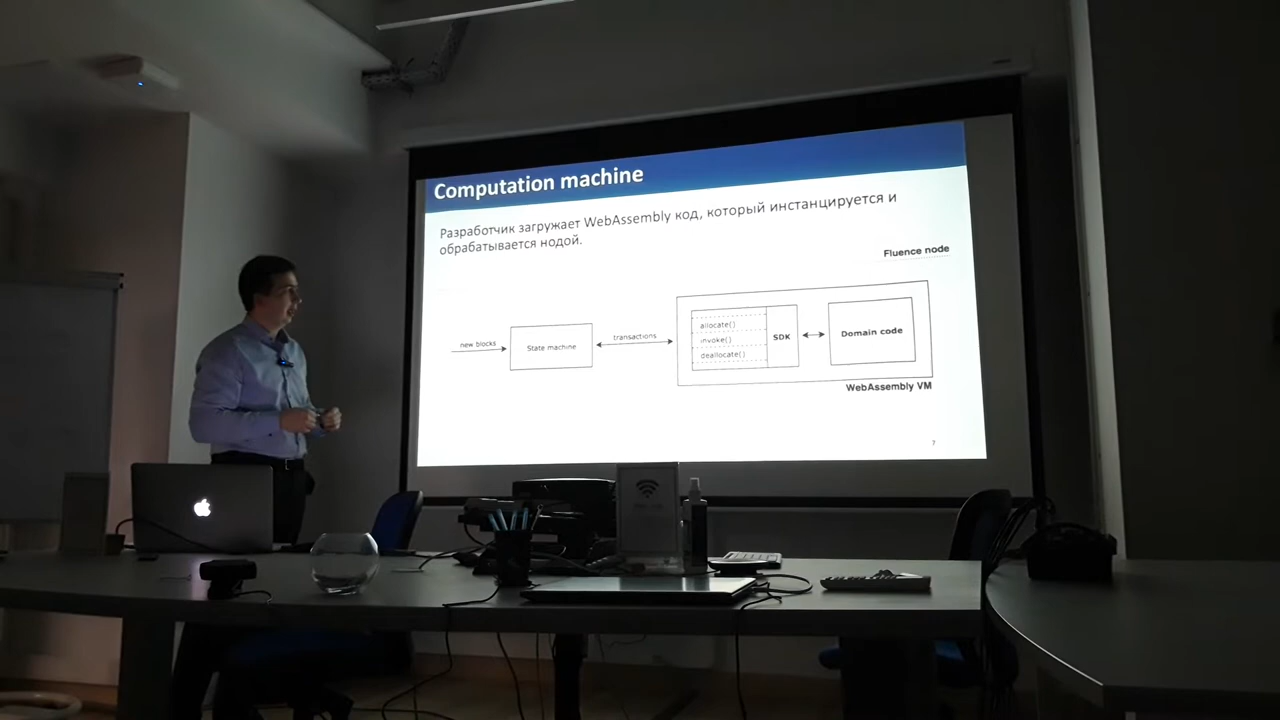 Computation machine
Разработчик загружает WebAssembly код, который инстанцируется и
обрабатывается нодой.
Fluence node
new blocks
State machine
transactions
allocate()
invoke()
deallocate()
SDK
Domain code
WebAssembly VM
7